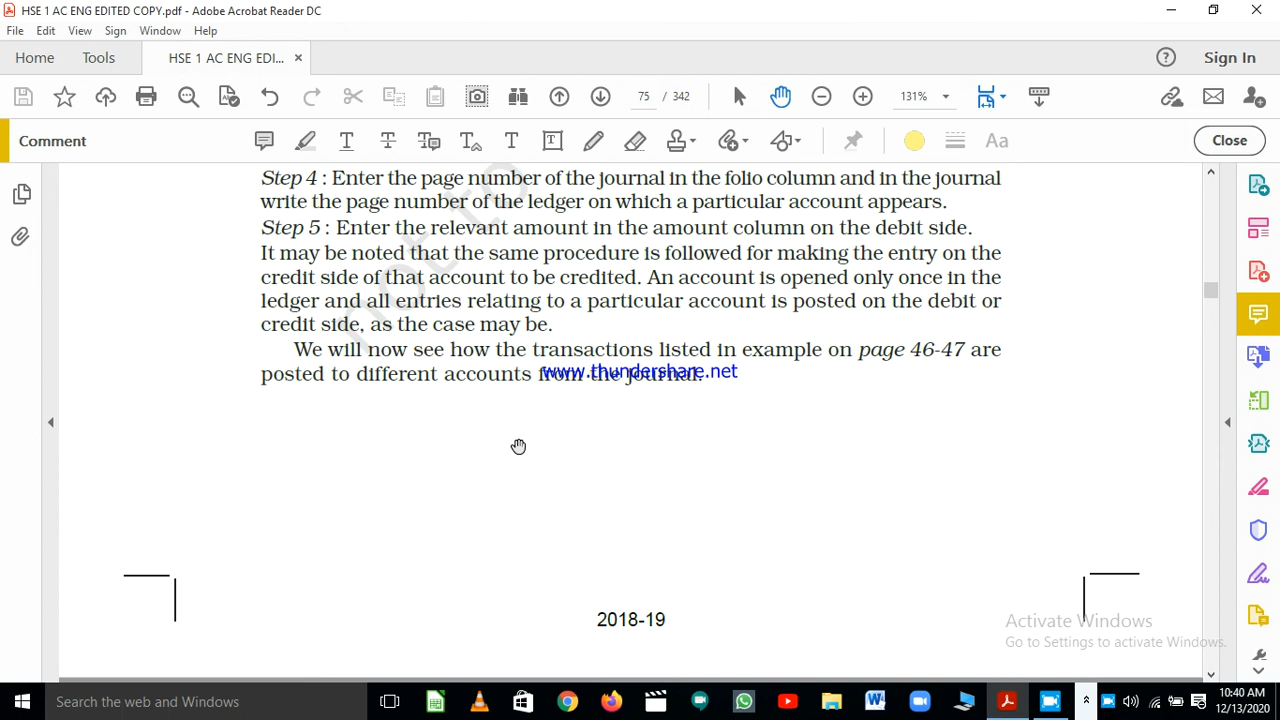 HSE 1 AC ENG EDITED COPY.pdf - Adobe Acrobat Reader DC
File Edit View Sign Window Help
Home Tools HSE 1 AC ENG EDI... Sign In
75 / 342 131%
Comment Close
Step 4 : Enter the page number of the journal in the folio column and in the journal
write the page number of the ledger on which a particular account appears.
Step 5 : Enter the relevant amount in the amount column on the debit side.
It may be noted that the same procedure is followed for making the entry on the
credit side of that account to be credited. An account is opened only once in the
ledger and all entries relating to a particular account is posted on the debit or
credit side, as the case may be.
We will now see how the transactions listed in example on page 46-47 are
posted to different accounts from the journal.
www.thundershare.net
not to
2018-19
Activate Windows
Go to Settings to activate Windows.
Search the web and Windows
10:40 AM
12/13/2020